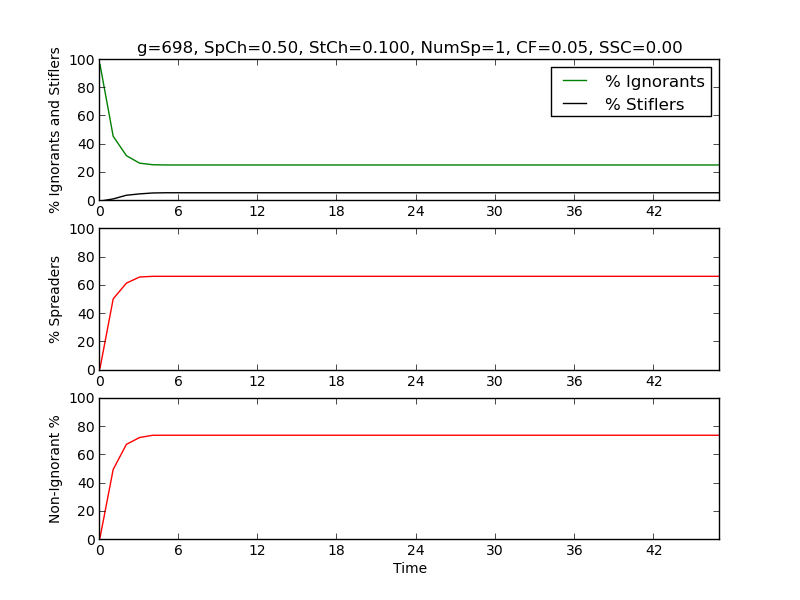 g=698, SpCh=0.50, StCh=0.100, NumSp=1, CF=0.05, SSC=0.00
% Ignorants and Stiflers
100
80
60
40
20
0
% Ignorants
% Stiflers
0 6 12 18 24 30 36 42
% Spreaders
100
80
60
40
20
0
0 6 12 18 24 30 36 42
Non-Ignorant %
100
80
60
40
20
0
0 6 12 18 24 30 36 42
Time